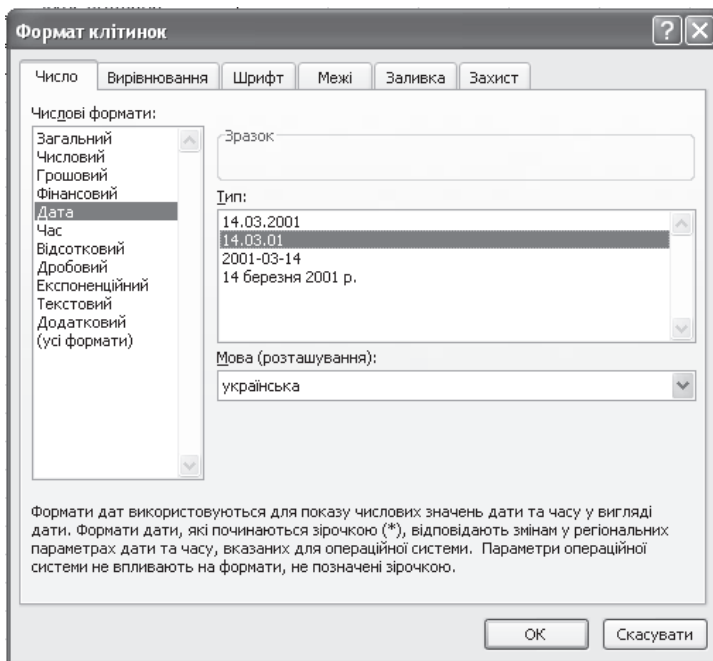 Формат клітинок
Число Вирівнювання Шрифт Межі Заливка Захист
Числові формати:
Загальний
Числовий
Грошовий
Фінансовий
Дата
Час
Відсотковий
Дробовий
Експоненційний
Текстовий
Додатковий
(усі формати)
Зразок
Тип:
14.03.2001
14.03.01
2001-03-14
14 березня 2001 р.
Мова (розташування):
українська
Формати дат використовуються для показу числових значень дати та часу у вигляді
дати. Формати дати, які починаються зірочкою (*), відповідають змінам у регіональних
параметрах дати та часу, вказаних для операційної системи. Параметри операційної
системи не впливають на формати, не позначені зірочкою.
ОК Скасувати